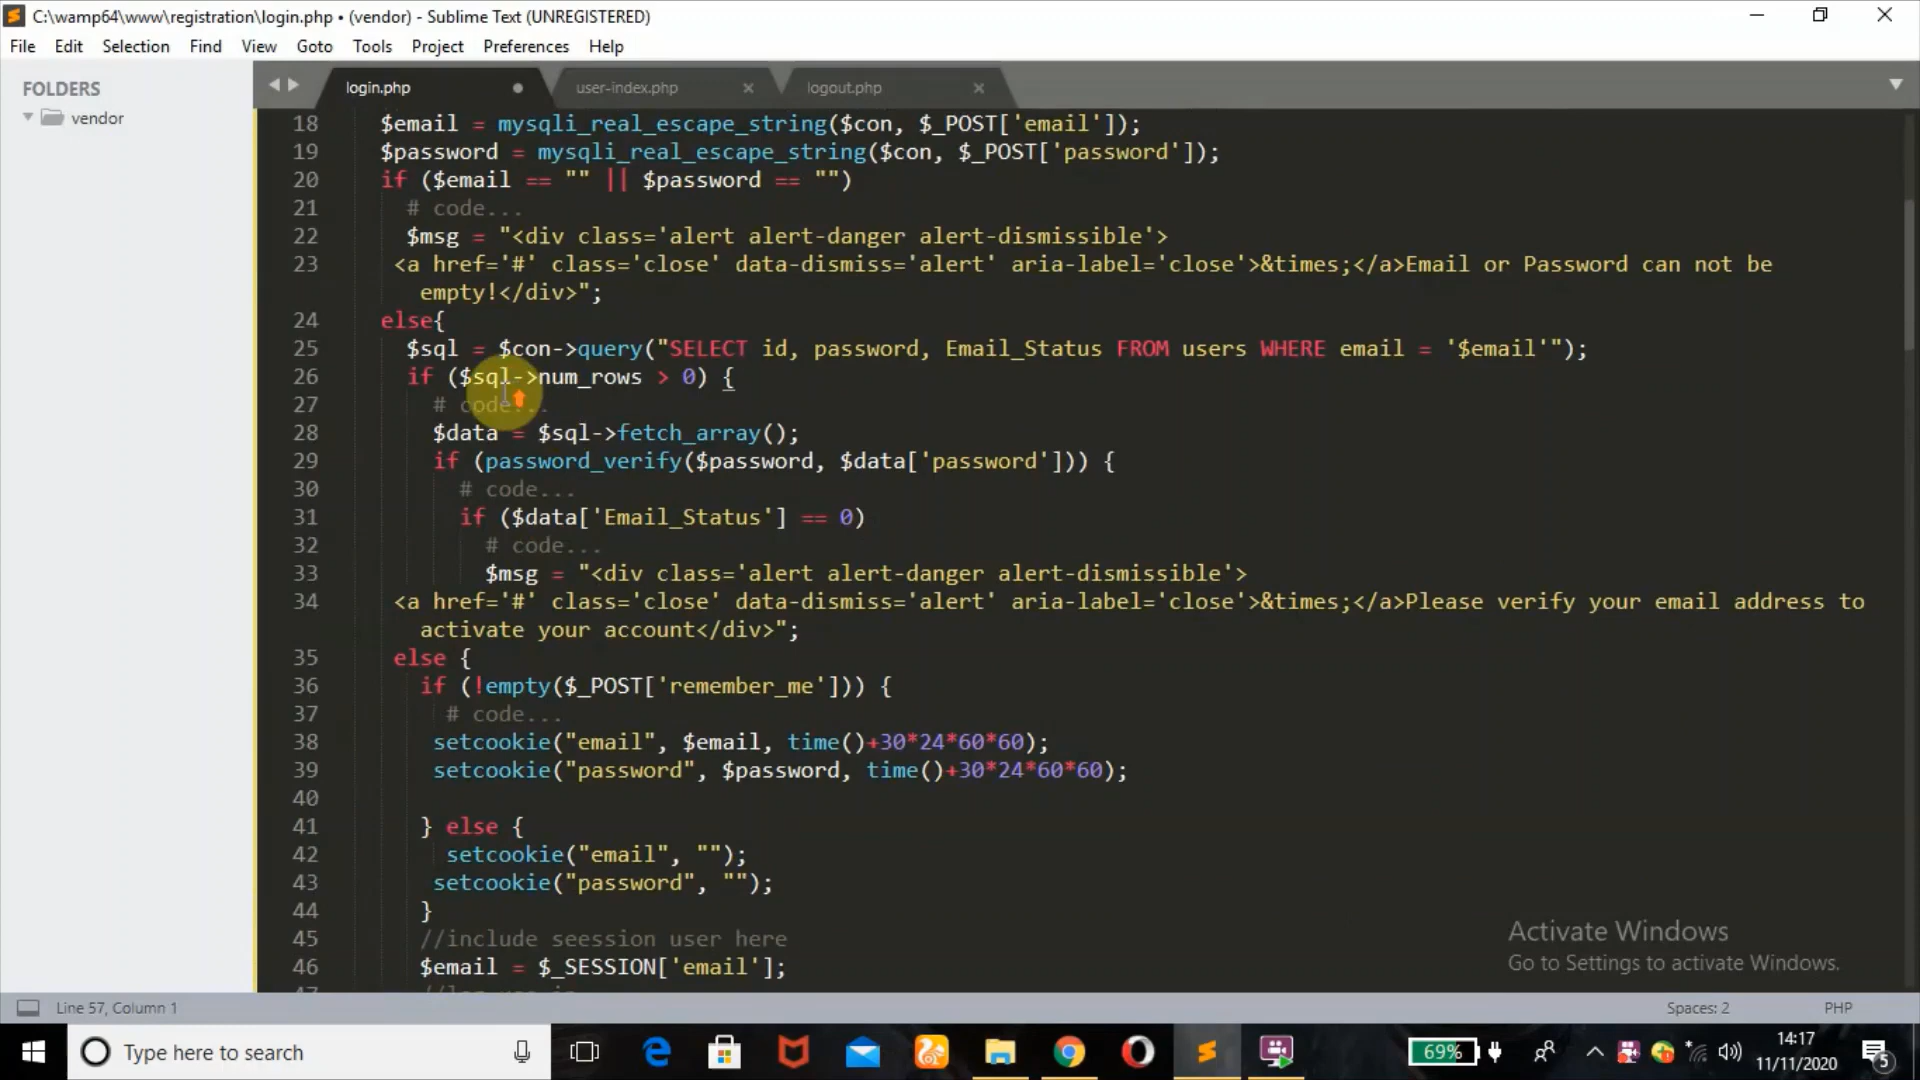 C:\wamp64\www\registration\login.php • (vendor) - Sublime Text (UNREGISTERED)
File Edit Selection Find View Goto Tools Project Preferences Help
FOLDERS
vendor
login.php user-index.php logout.php
18 $email = mysqli_real_escape_string($con, $_POST['email']);
19 $password = mysqli_real_escape_string($con, $_POST['password']);
20 if ($email == "" || $password == "")
21 # code...
22 $msg = "<div class='alert alert-danger alert-dismissible'>
23 <a href='#' class='close' data-dismiss='alert' aria-label='close'>&times;</a>Email or Password can not be
empty!</div>";
24 else{
25 $sql = $con->query("SELECT id, password, Email_Status FROM users WHERE email = '$email'");
26 if ($sql->num_rows > 0) {
27 # code...
28 $data = $sql->fetch_array();
29 if (password_verify($password, $data['password'])) {
30 # code...
31 if ($data['Email_Status'] == 0)
32 # code...
33 $msg = "<div class='alert alert-danger alert-dismissible'>
34 <a href='#' class='close' data-dismiss='alert' aria-label='close'>&times;</a>Please verify your email address to
activate your account</div>";
35 else {
36 if (!empty($_POST['remember_me'])) {
37 # code...
38 setcookie("email", $email, time()+30*24*60*60);
39 setcookie("password", $password, time()+30*24*60*60);
40
41 } else {
42 setcookie("email", "");
43 setcookie("password", "");
44 }
45 //include seession user here
46 $email = $_SESSION['email'];
Activate Windows
Go to Settings to activate Windows.
Line 57, Column 1 Spaces: 2 PHP
Type here to search
69%
14:17
11/11/2020
5